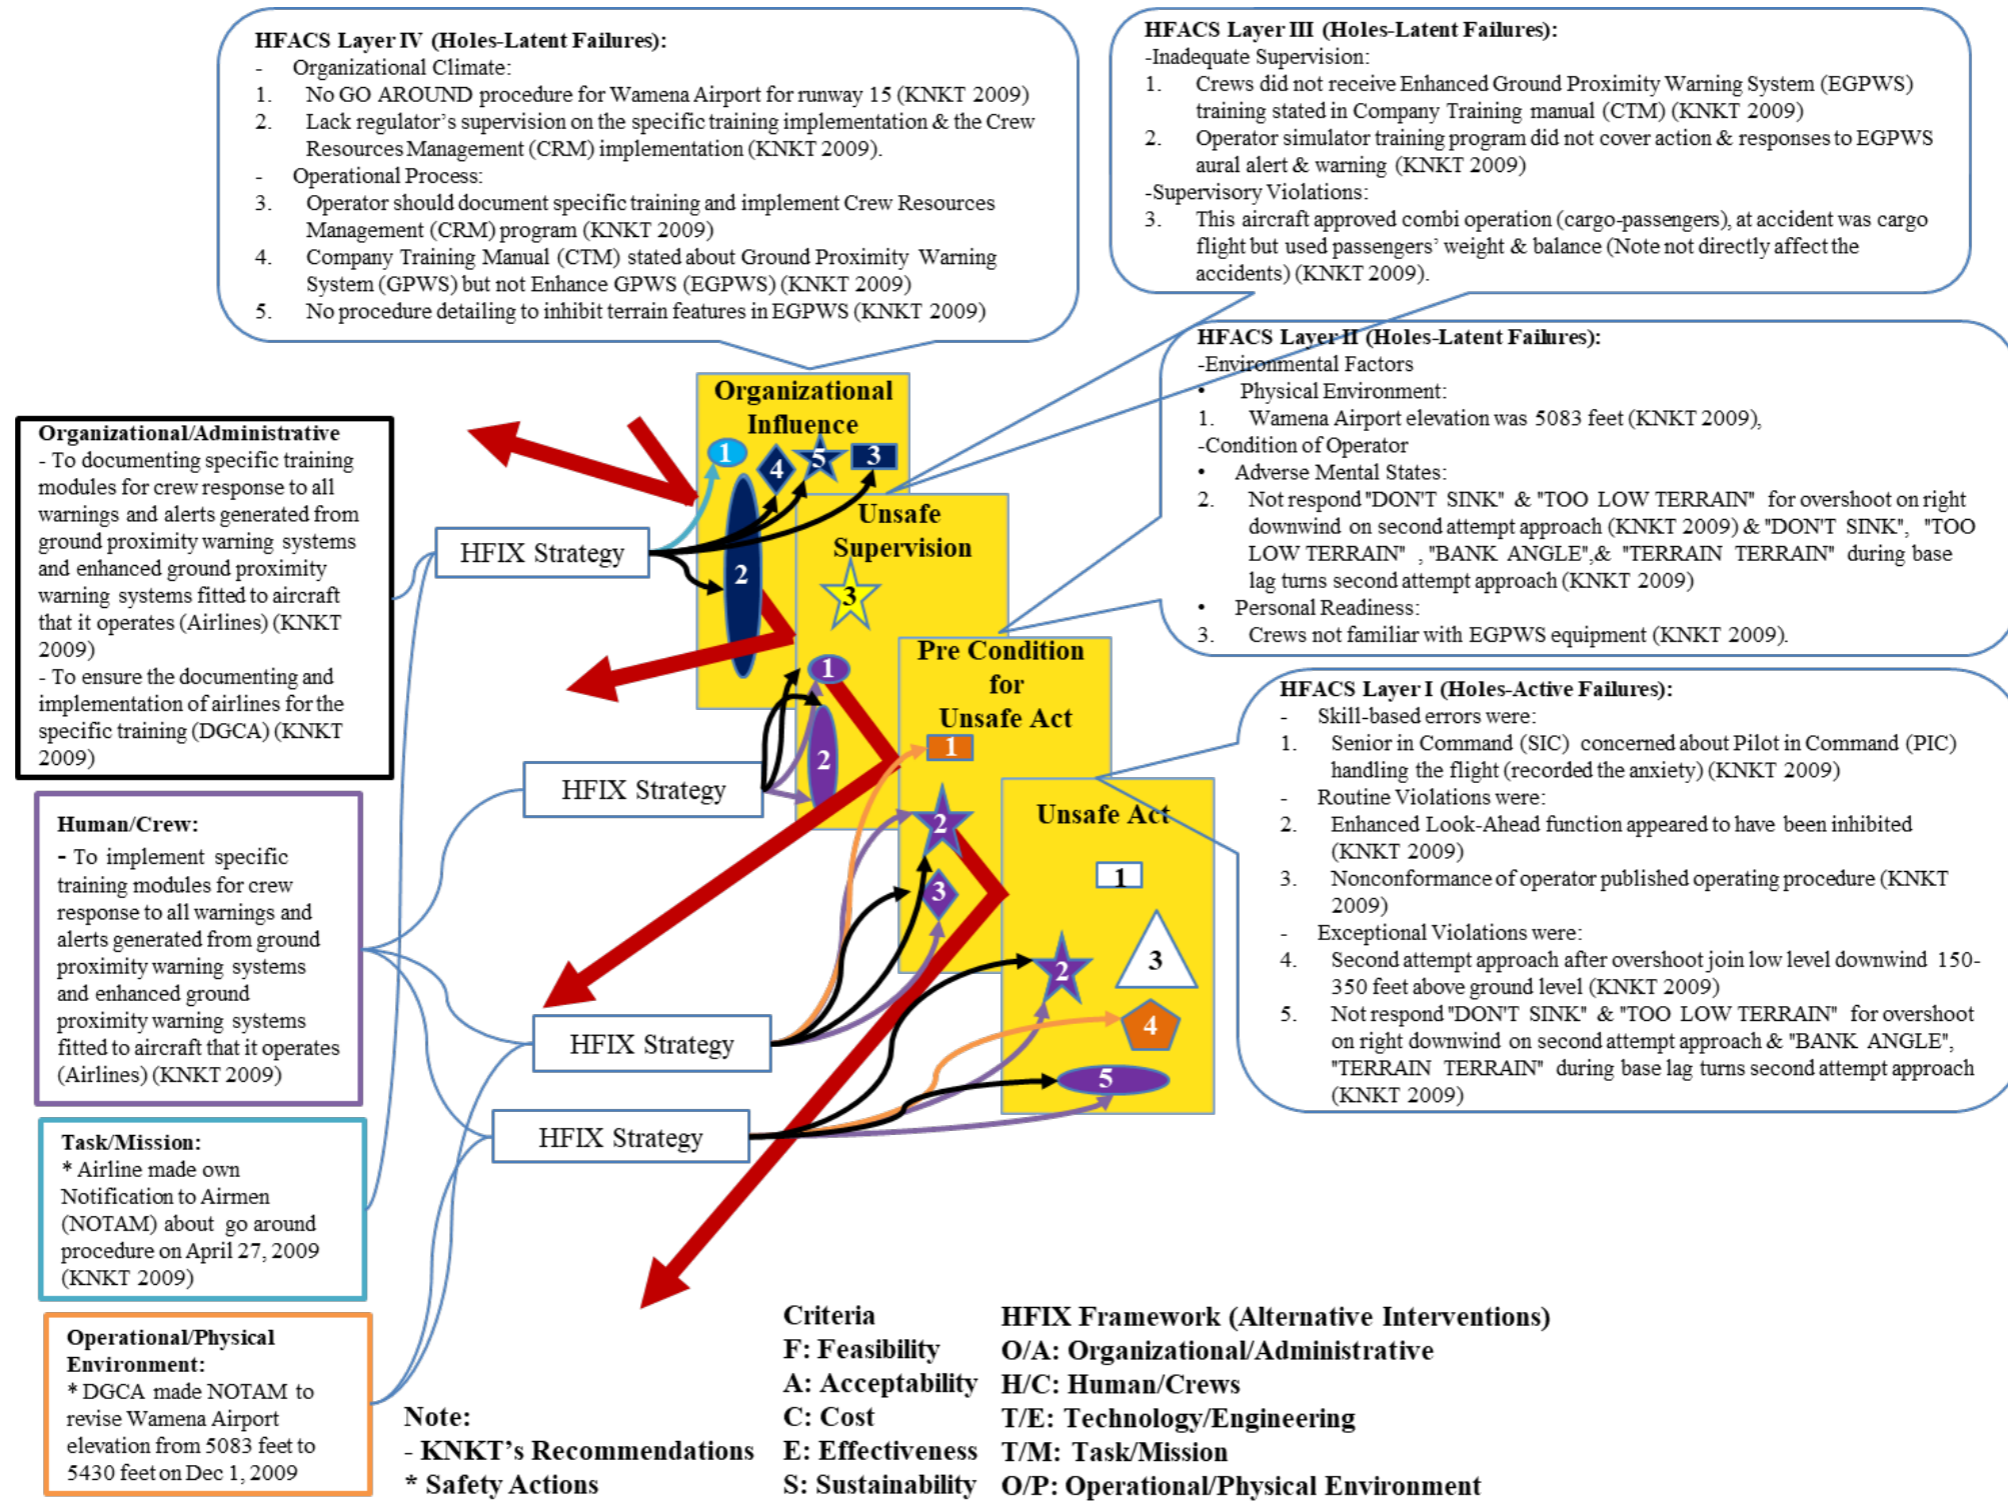 HFACS Layer IV (Holes-Latent Failures):
- Organizational Climate:
1. No GO AROUND procedure for Wamena Airport for runway 15 (KNKT 2009)
2. Lack regulator's supervision on the specific training implementation & the Crew
Resources Management (CRM) implementation (KNKT 2009).
- Operational Process:
3. Operator should document specific training and implement Crew Resources
Management (CRM) program (KNKT 2009)
4. Company Training Manual (CTM) stated about Ground Proximity Warning
System (GPWS) but not Enhance GPWS (EGPWS) (KNKT 2009)
5. No procedure detailing to inhibit terrain features in EGPWS (KNKT 2009)
HFACS Layer III (Holes-Latent Failures):
-Inadequate Supervision:
1. Crews did not receive Enhanced Ground Proximity Warning System (EGPWS)
training stated in Company Training manual (CTM) (KNKT 2009)
2. Operator simulator training program did not cover action & responses to EGPWS
aural alert & warning (KNKT 2009)
-Supervisory Violations:
3. This aircraft approved combi operation (cargo-passengers), at accident was cargo
flight but used passengers' weight & balance (Note not directly affect the
accidents) (KNKT 2009).
HFACS Layer II (Holes-Latent Failures):
-Environmental Factors
• Physical Environment:
1. Wamena Airport elevation was 5083 feet (KNKT 2009),
-Condition of Operator
• Adverse Mental States:
2. Not respond "DON'T SINK" & "TOO LOW TERRAIN" for overshoot on right
downwind on second attempt approach (KNKT 2009) & "DON'T SINK", "TOO
LOW TERRAIN" , "BANK ANGLE",& "TERRAIN TERRAIN" during base
lag turns second attempt approach (KNKT 2009)
• Personal Readiness:
3. Crews not familiar with EGPWS equipment (KNKT 2009).
HFACS Layer I (Holes-Active Failures):
- Skill-based errors were:
1. Senior in Command (SIC) concerned about Pilot in Command (PIC)
handling the flight (recorded the anxiety) (KNKT 2009)
- Routine Violations were:
2. Enhanced Look-Ahead function appeared to have been inhibited
(KNKT 2009)
3. Nonconformance of operator published operating procedure (KNKT
2009)
- Exceptional Violations were:
4. Second attempt approach after overshoot join low level downwind 150-
350 feet above ground level (KNKT 2009)
5. Not respond "DON'T SINK" & "TOO LOW TERRAIN" for overshoot
on right downwind on second attempt approach & "BANK ANGLE",
"TERRAIN TERRAIN" during base lag turns second attempt approach
(KNKT 2009)
Organizational
Influence
1
4
5
3
2
Unsafe
Supervision
3
1
2
Pre Condition
for
Unsafe Act
1
2
3
Unsafe Act
1
2
3
4
5
HFIX Strategy
HFIX Strategy
HFIX Strategy
HFIX Strategy
Organizational/Administrative
- To documenting specific training
modules for crew response to all
warnings and alerts generated from
ground proximity warning systems
and enhanced ground proximity
warning systems fitted to aircraft
that it operates (Airlines) (KNKT
2009)
- To ensure the documenting and
implementation of airlines for the
specific training (DGCA) (KNKT
2009)
Human/Crew:
- To implement specific
training modules for crew
response to all warnings and
alerts generated from ground
proximity warning systems
and enhanced ground
proximity warning systems
fitted to aircraft that it operates
(Airlines) (KNKT 2009)
Task/Mission:
* Airline made own
Notification to Airmen
(NOTAM) about go around
procedure on April 27, 2009
(KNKT 2009)
Operational/Physical
Environment:
* DGCA made NOTAM to
revise Wamena Airport
elevation from 5083 feet to
5430 feet on Dec 1, 2009
Note:
- KNKT's Recommendations
* Safety Actions
Criteria
F: Feasibility
A: Acceptability
C: Cost
E: Effectiveness
S: Sustainability
HFIX Framework (Alternative Interventions)
O/A: Organizational/Administrative
H/C: Human/Crews
T/E: Technology/Engineering
T/M: Task/Mission
O/P: Operational/Physical Environment